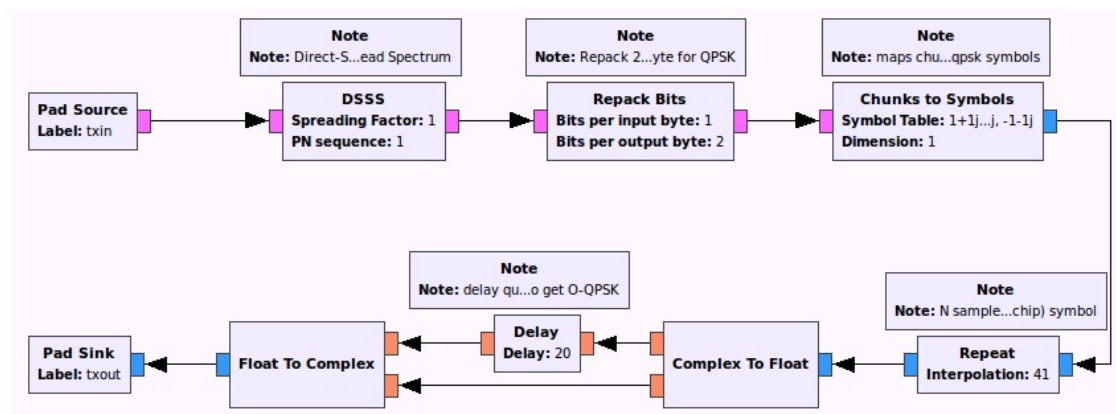 Note
Note: Direct-S...ead Spectrum
Note
Note: Repack 2...yte for QPSK
Note
Note: maps chu...qpsk symbols
Pad Source
Label: txin
DSSS
Spreading Factor: 1
PN sequence: 1
Repack Bits
Bits per input byte: 1
Bits per output byte: 2
Chunks to Symbols
Symbol Table: 1+1j...j, -1-1j
Dimension: 1
Note
Note: delay qu...o get O-QPSK
Note
Note: N sample...chip) symbol
Pad Sink
Label: txout
Float To Complex
Delay
Delay: 20
Complex To Float
Repeat
Interpolation: 41